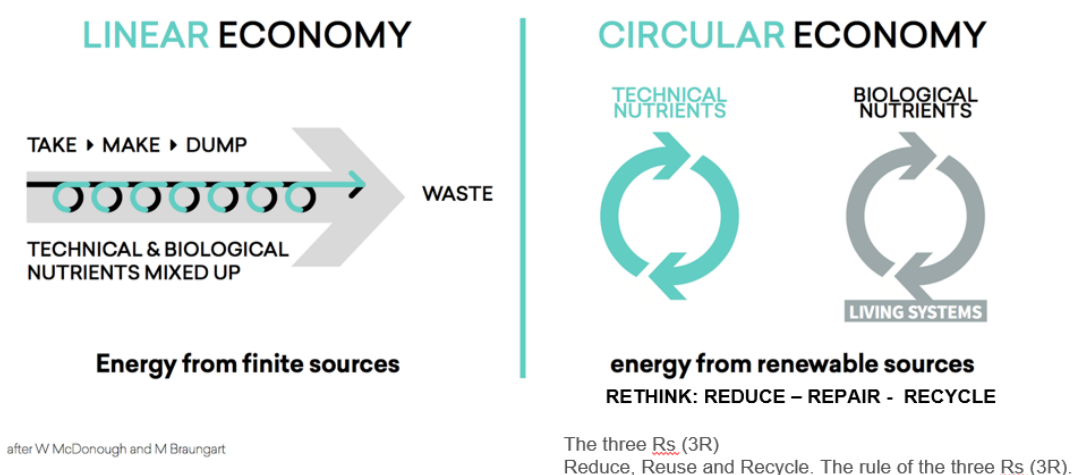 LINEAR ECONOMY
TAKE ▸ MAKE ▸ DUMP
WASTE
TECHNICAL & BIOLOGICAL
NUTRIENTS MIXED UP
Energy from finite sources
after W McDonough and M Braungart
CIRCULAR ECONOMY
TECHNICAL
NUTRIENTS
BIOLOGICAL
NUTRIENTS
LIVING SYSTEMS
energy from renewable sources
RETHINK: REDUCE – REPAIR - RECYCLE
The three Rs (3R)
Reduce, Reuse and Recycle. The rule of the three Rs (3R).